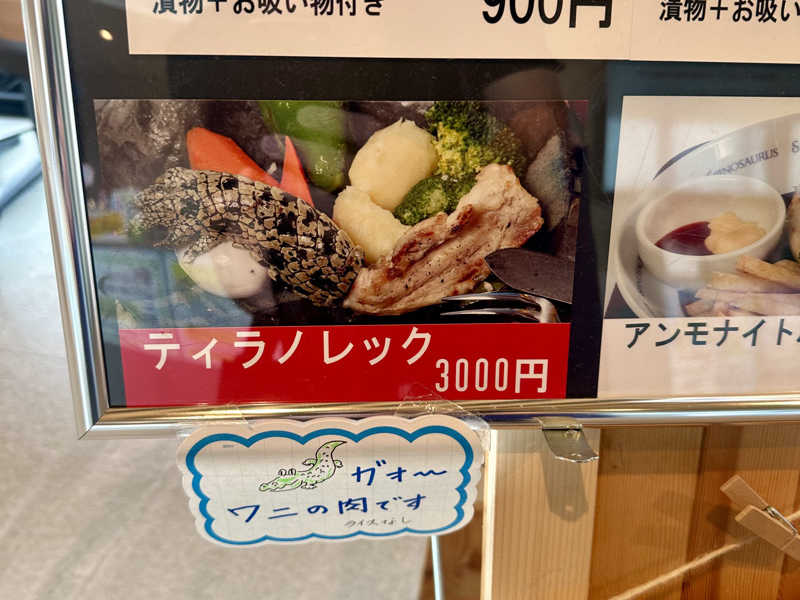 漬物＋お吸い物付き
900円
漬物＋お吸い
ティラノレック
3000円
アンモナイト
ガオ〜
ワニの肉です
ライスなし